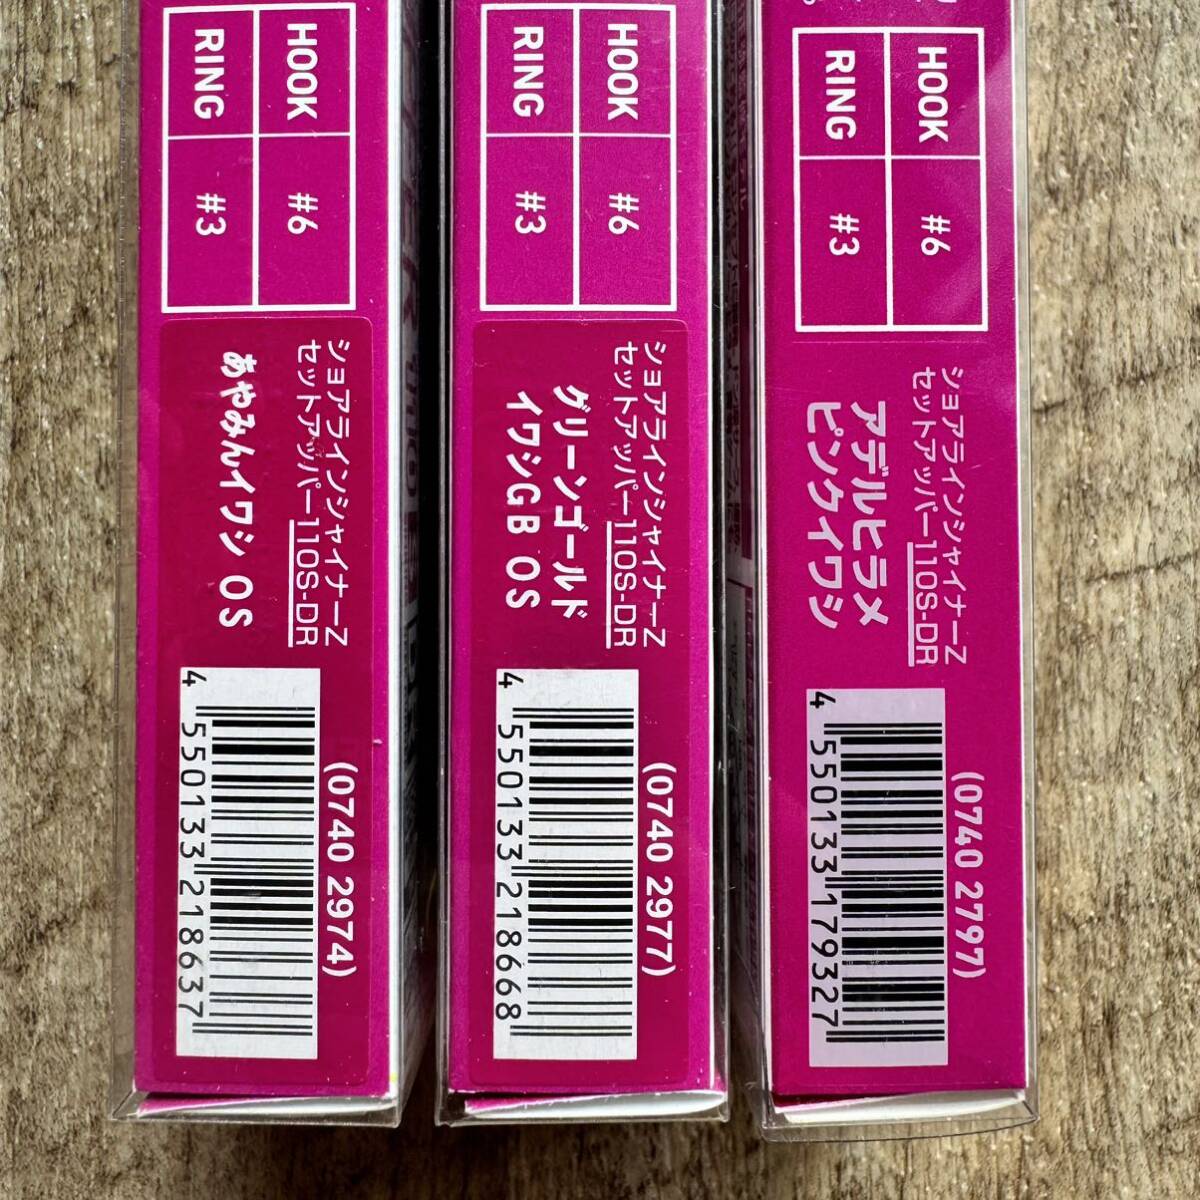 HOOK #6
RING #3
ショアラインシャイナーZ
セットアッパー110S-DR
あやみんイワシ OS
(0740 2974)
4 550133 218637
HOOK #6
RING #3
ショアラインシャイナーZ
セットアッパー110S-DR
グリーンゴールド
イワシGB OS
(0740 2977)
4 550133 218668
HOOK #6
RING #3
ショアラインシャイナーZ
セットアッパー110S-DR
アデルヒラメ
ピンクイワシ
(0740 2797)
4 550133 179327